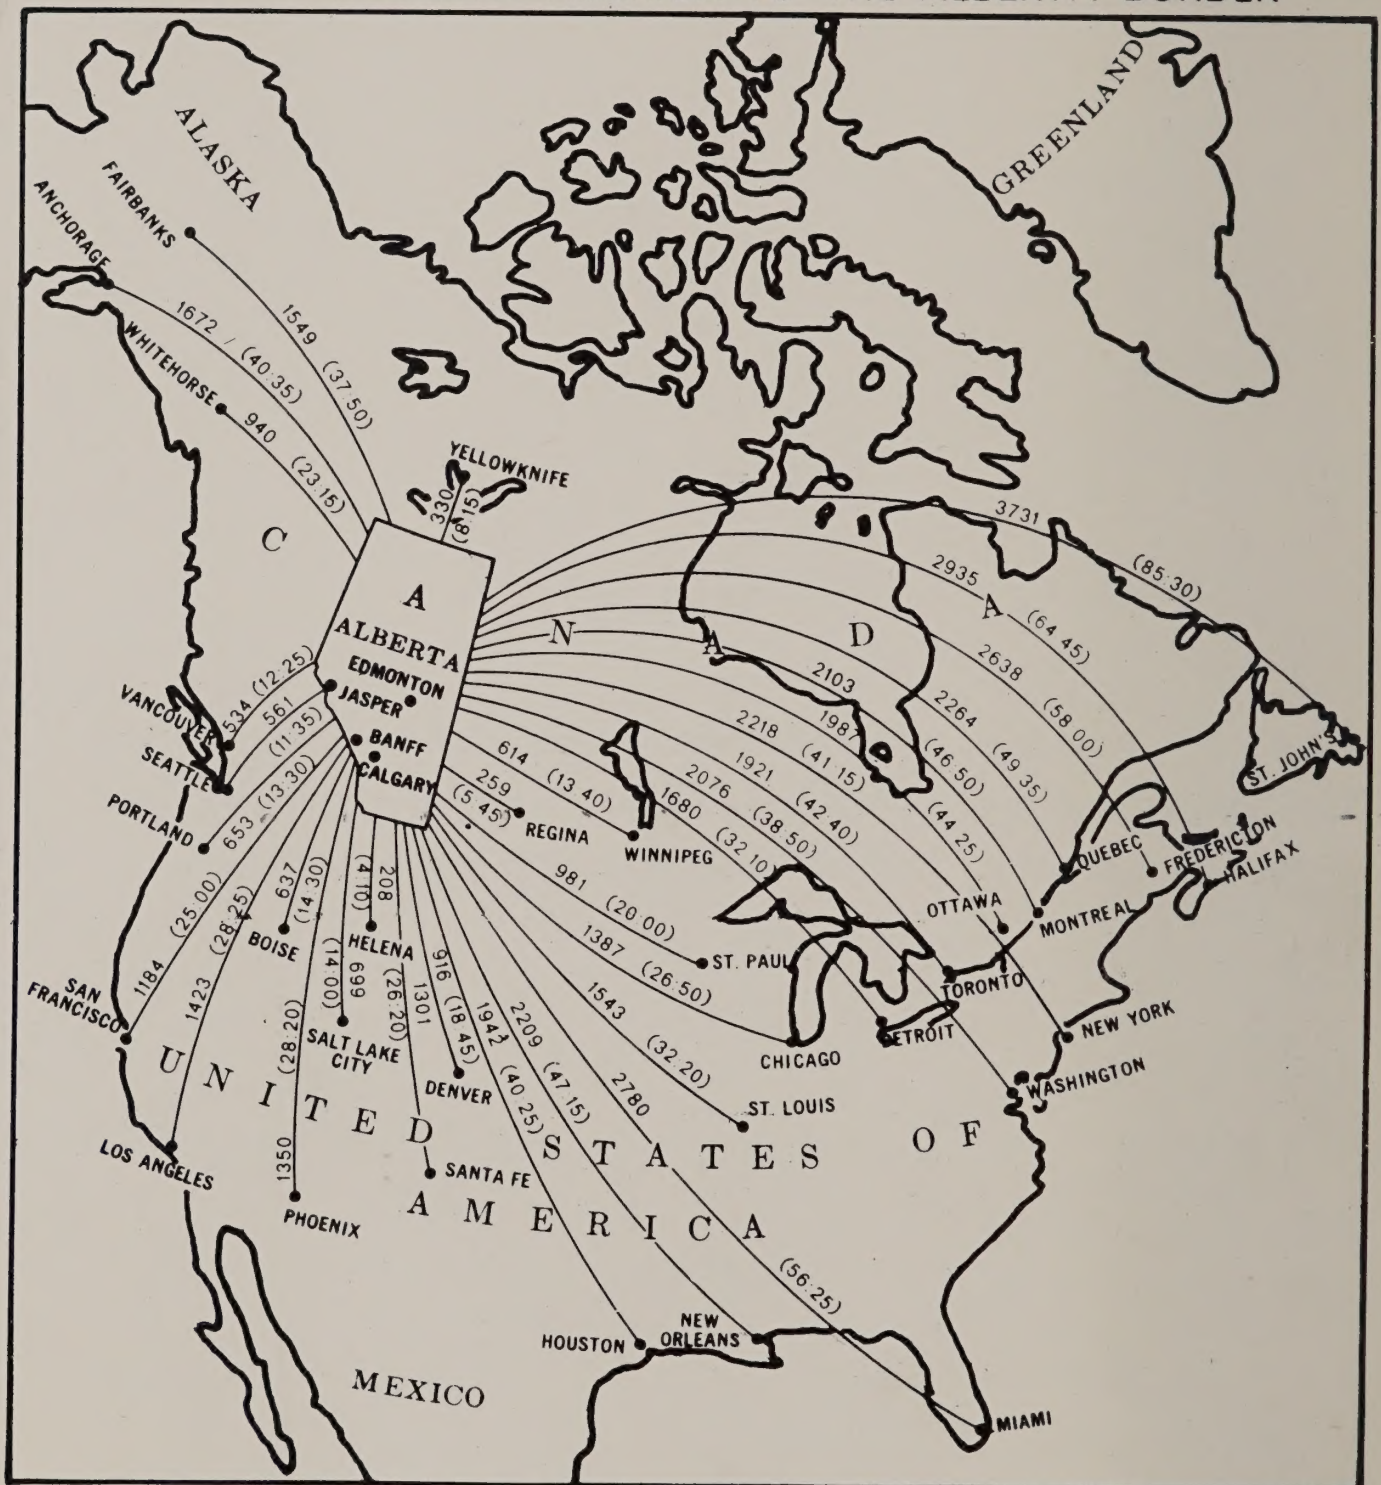 GREENLAND
ALASKA
FAIRBANKS
ANCHORAGE
1549 (37:50)
1672 (40:35)
WHITEHORSE
940 (23:15)
YELLOWKNIFE
330
(8:15)
C A N A D A
3731 (85:30)
2935 (64:45)
2638 (58:00)
2264 (49:35)
2103 (46:50)
1987 (44:25)
2218
(41:15)
1921 (42:40)
2076 (38:50)
1680 (32:10)
ALBERTA
EDMONTON
JASPER
BANFF
CALGARY
534 (12:25)
VANCOUVER
561 (11:35)
SEATTLE
653 (13:30)
PORTLAND
614 (13:40)
259
(5:45)
REGINA
WINNIPEG
ST. JOHN'S
QUEBEC
FREDERICTON
HALIFAX
OTTAWA
MONTREAL
TORONTO
NEW YORK
DETROIT
WASHINGTON
981 (20:00)
ST. PAUL
1387 (26:50)
CHICAGO
1543 (32:20)
ST. LOUIS
1184 (25:00)
SAN
FRANCISCO
1423 (28:25)
LOS ANGELES
637
(14:30)
BOISE
(4:10)
208
HELENA
(14:00)
699
SALT LAKE
CITY
1350 (28:20)
PHOENIX
(26:20)
1301
SANTA FE
916 (18:45)
DENVER
1942 (40:25)
HOUSTON
2209 (47:15)
NEW
ORLEANS
2780 (56:25)
MIAMI
UNITED STATES OF
AMERICA
MEXICO